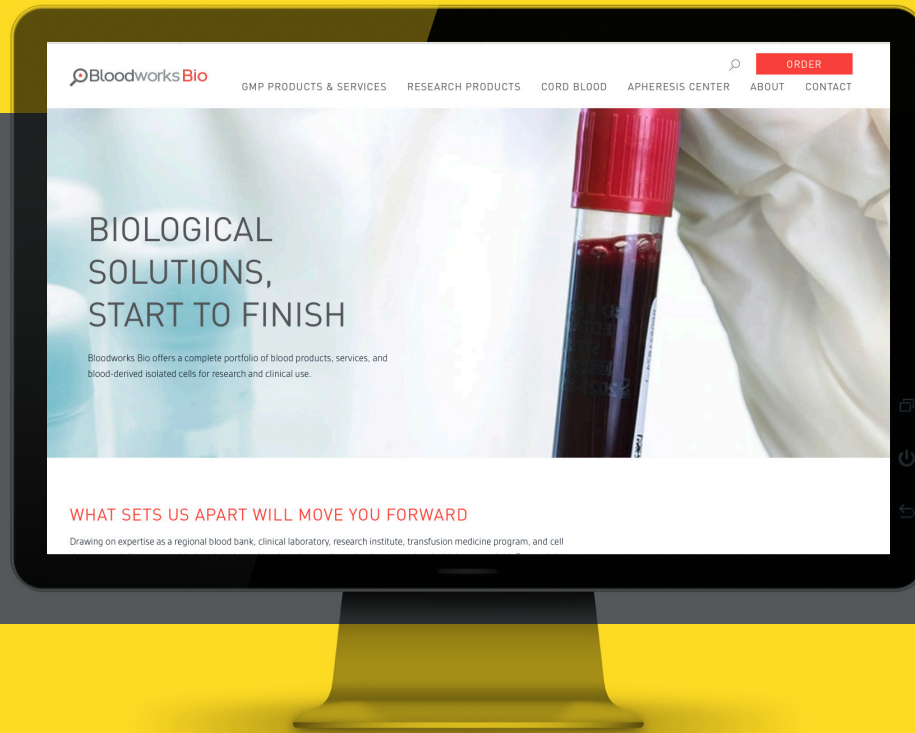 Bloodworks Bio
ORDER
GMP PRODUCTS & SERVICES RESEARCH PRODUCTS CORD BLOOD APHERESIS CENTER ABOUT CONTACT
BIOLOGICAL
SOLUTIONS,
START TO FINISH
Bloodworks Bio offers a complete portfolio of blood products, services, and
blood-derived isolated cells for research and clinical use.
WHAT SETS US APART WILL MOVE YOU FORWARD
Drawing on expertise as a regional blood bank, clinical laboratory, research institute, transfusion medicine program, and cell